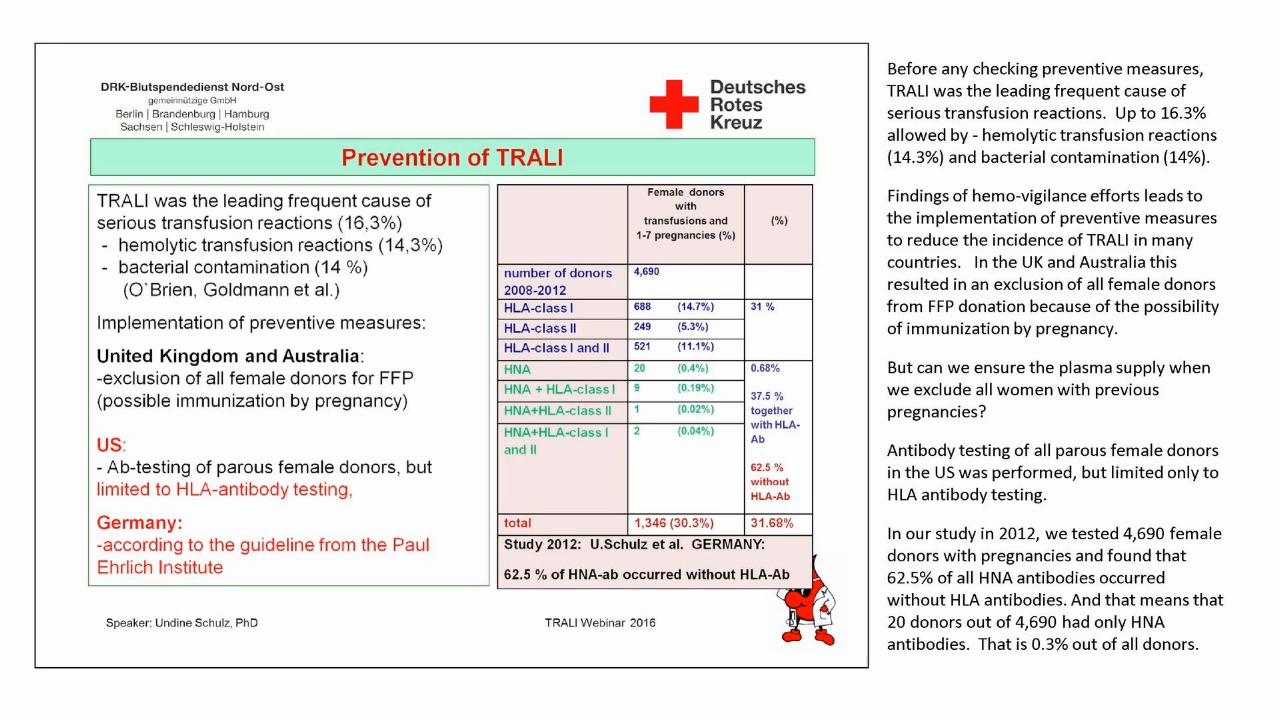 DRK-Blutspendedienst Nord-Ost
gemeinnützige GmbH
Berlin | Brandenburg | Hamburg
Sachsen | Schleswig-Holstein
Deutsches
Rotes
Kreuz
Prevention of TRALI
TRALI was the leading frequent cause of
serious transfusion reactions (16,3%)
- hemolytic transfusion reactions (14,3%)
- bacterial contamination (14 %)
(O`Brien, Goldmann et al.)
Implementation of preventive measures:
United Kingdom and Australia:
-exclusion of all female donors for FFP
(possible immunization by pregnancy)
US:
- Ab-testing of parous female donors, but
limited to HLA-antibody testing,
Germany:
-according to the guideline from the Paul
Ehrlich Institute
Female donors
with
transfusions and
1-7 pregnancies (%)
(%)
number of donors
2008-2012
4,690
HLA-class I 688 (14.7%) 31 %
HLA-class II 249 (5.3%)
HLA-class I and II 521 (11.1%)
HNA 20 (0.4%) 0.68%
HNA + HLA-class I 9 (0.19%)
HNA+HLA-class II 1 (0.02%)
HNA+HLA-class I
and II
2 (0.04%)
37.5 %
together
with HLA-
Ab
62.5 %
without
HLA-Ab
total 1,346 (30.3%) 31.68%
Study 2012: U.Schulz et al. GERMANY:
62.5 % of HNA-ab occurred without HLA-Ab
Speaker: Undine Schulz, PhD
TRALI Webinar 2016
Before any checking preventive measures,
TRALI was the leading frequent cause of
serious transfusion reactions. Up to 16.3%
allowed by - hemolytic transfusion reactions
(14.3%) and bacterial contamination (14%).
Findings of hemo-vigilance efforts leads to
the implementation of preventive measures
to reduce the incidence of TRALI in many
countries. In the UK and Australia this
resulted in an exclusion of all female donors
from FFP donation because of the possibility
of immunization by pregnancy.
But can we ensure the plasma supply when
we exclude all women with previous
pregnancies?
Antibody testing of all parous female donors
in the US was performed, but limited only to
HLA antibody testing.
In our study in 2012, we tested 4,690 female
donors with pregnancies and found that
62.5% of all HNA antibodies occurred
without HLA antibodies. And that means that
20 donors out of 4,690 had only HNA
antibodies. That is 0.3% out of all donors.